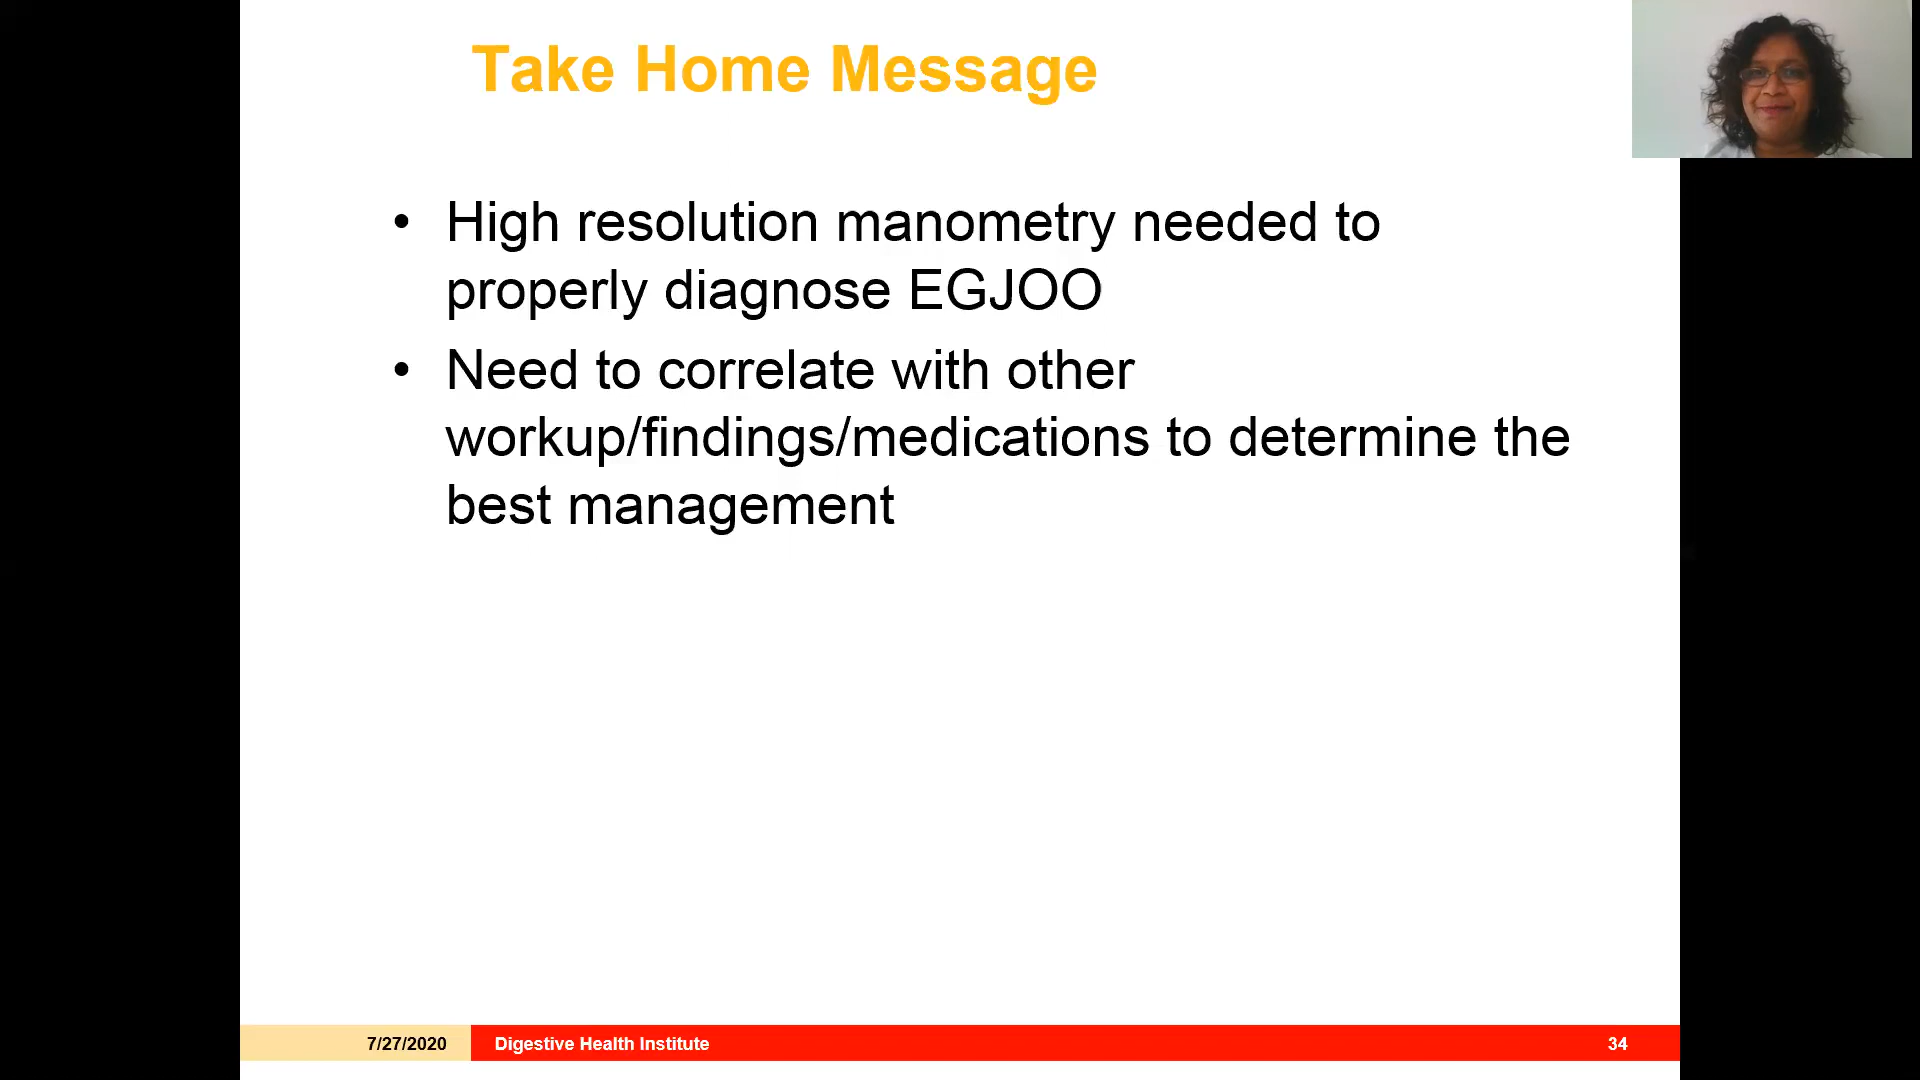 Take Home Message
• High resolution manometry needed to
properly diagnose EGJOO
• Need to correlate with other
workup/findings/medications to determine the
best management
7/27/2020 Digestive Health Institute 34